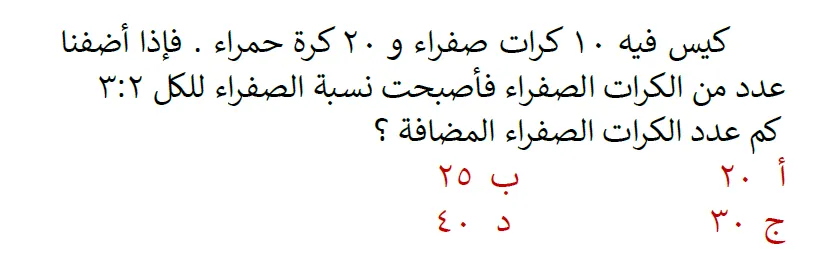 كيس فيه ١٠ كرات صفراء و ٢٠ كرة حمراء . فإذا أضفنا
عدد من الكرات الصفراء فأصبحت نسبة الصفراء للكل ٣:٢
كم عدد الكرات الصفراء المضافة ؟
أ ٢٠ ب ٢٥
ج ٣٠ د ٤٠